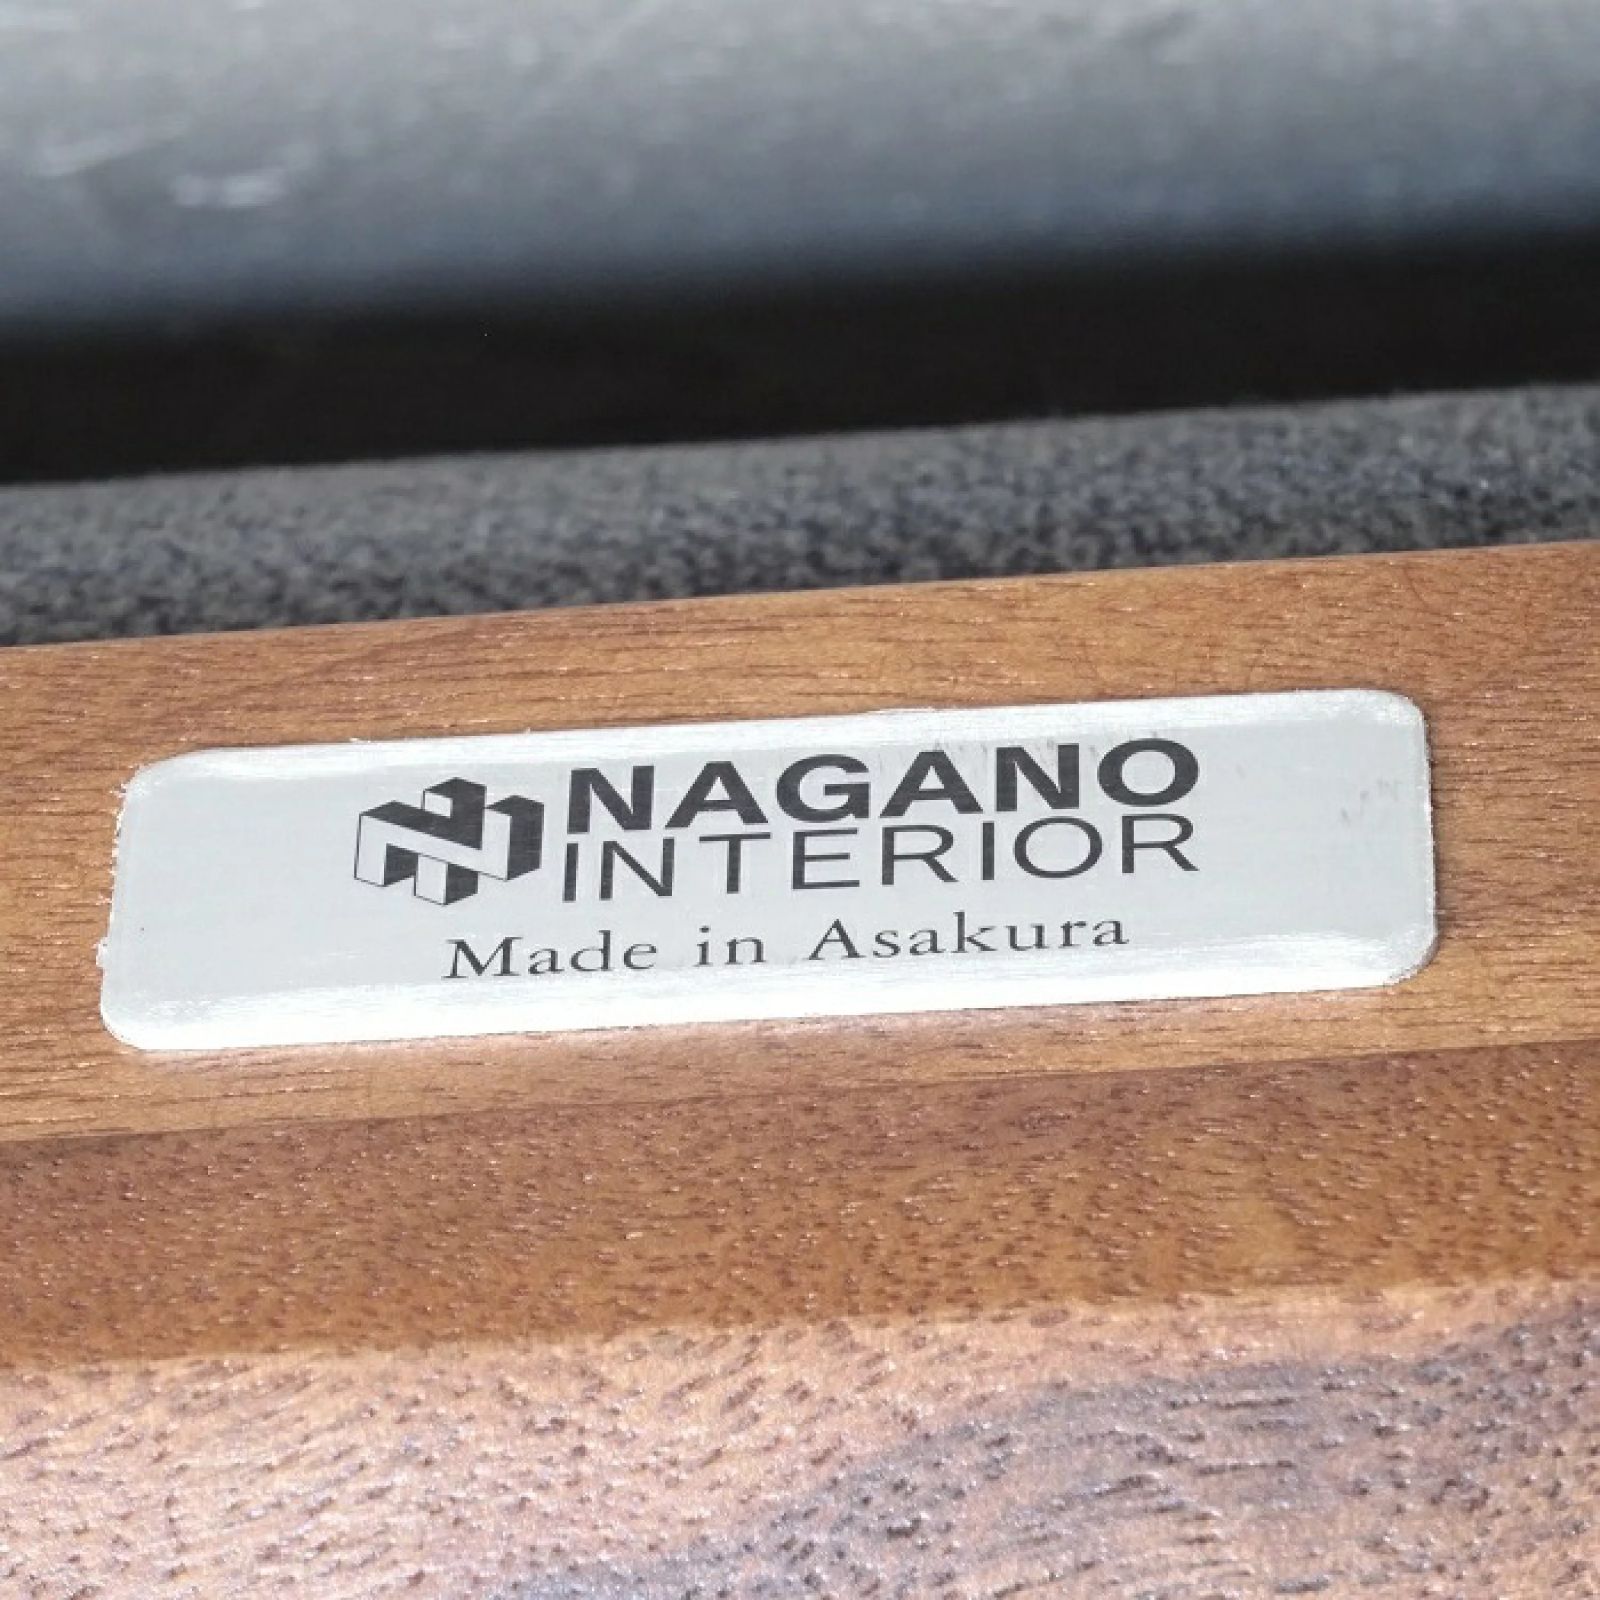 NAGANO
INTERIOR
Made in Asakura